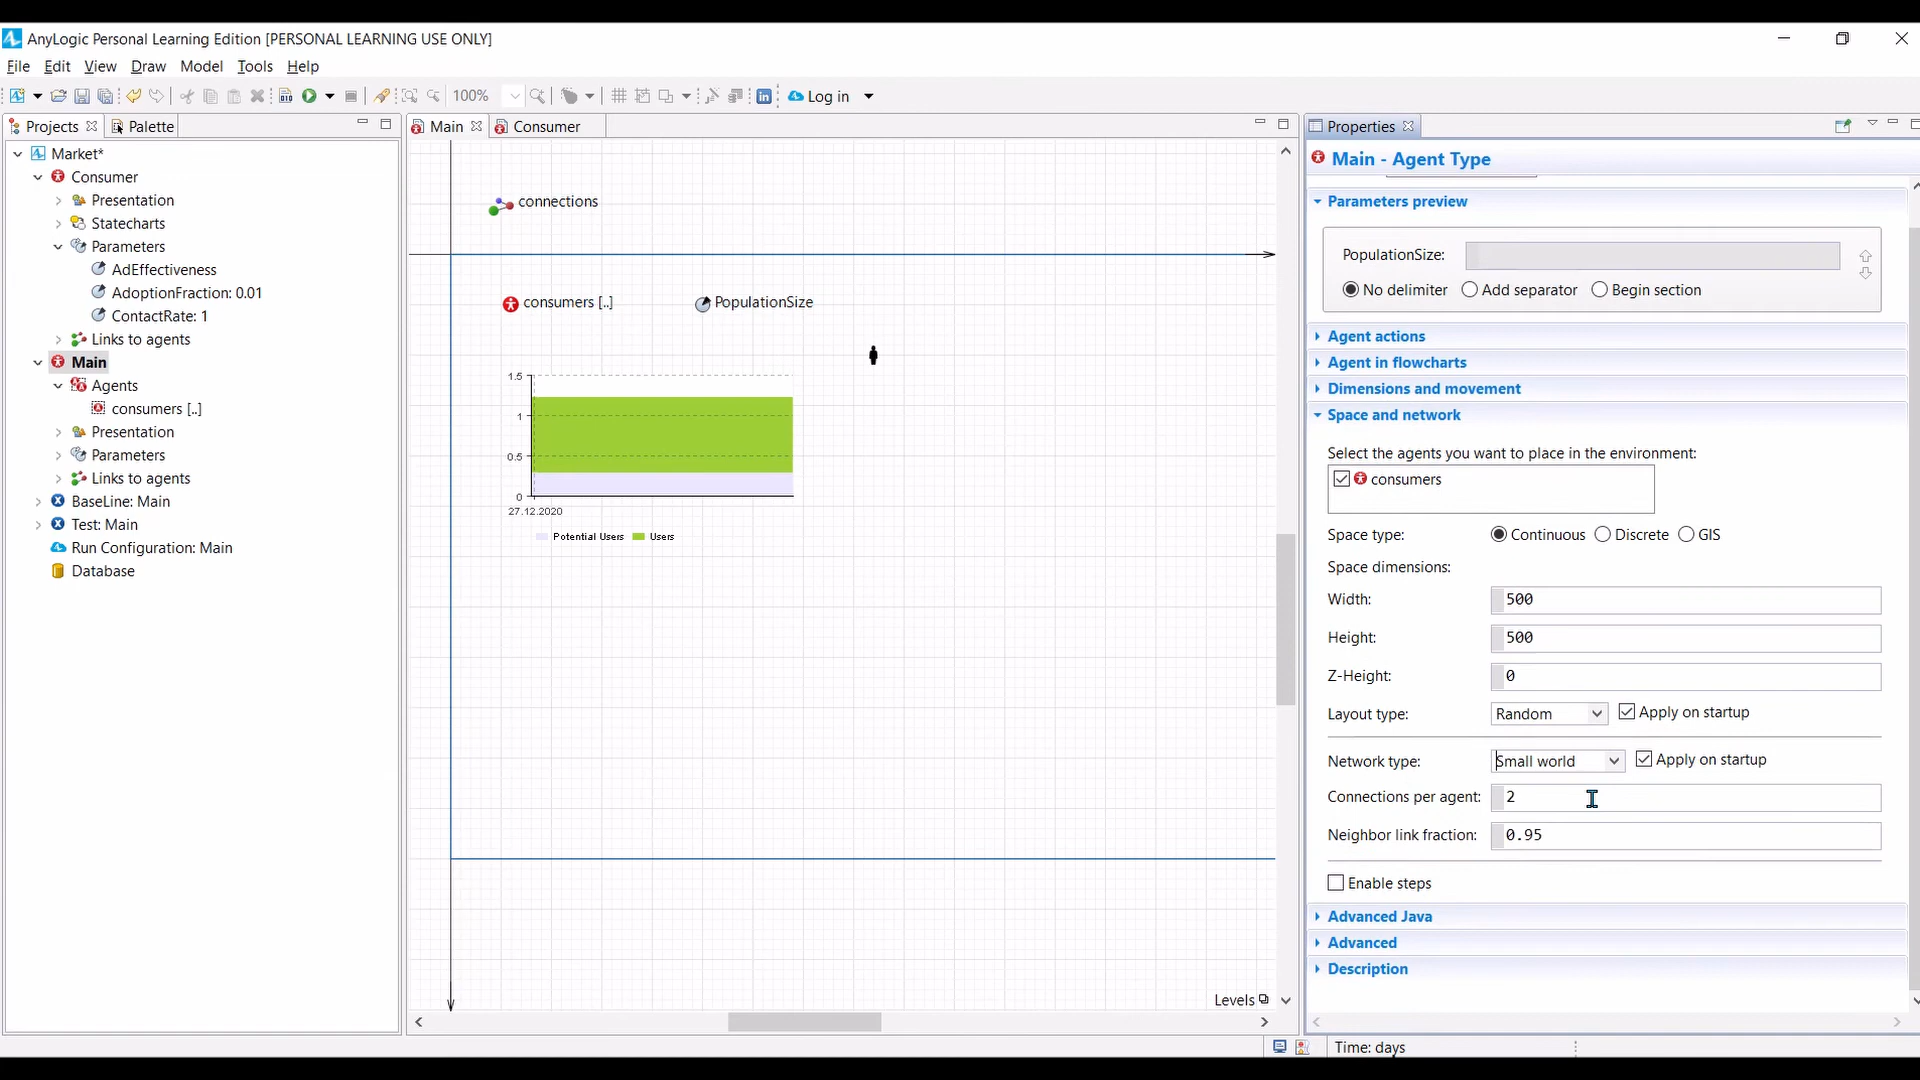 AnyLogic Personal Learning Edition [PERSONAL LEARNING USE ONLY]
File Edit View Draw Model Tools Help
100% Log in
Projects Palette
Market*
Consumer
Presentation
Statecharts
Parameters
AdEffectiveness
AdoptionFraction: 0.01
ContactRate: 1
Links to agents
Main
Agents
consumers [..]
Presentation
Parameters
Links to agents
BaseLine: Main
Test: Main
Run Configuration: Main
Database
Main Consumer
connections
consumers [..] PopulationSize
1.5
1
0.5
0
27.12.2020
Potential Users Users
Levels
Properties
Main - Agent Type
Parameters preview
PopulationSize:
No delimiter Add separator Begin section
Agent actions
Agent in flowcharts
Dimensions and movement
Space and network
Select the agents you want to place in the environment:
consumers
Space type: Continuous Discrete GIS
Space dimensions:
Width: 500
Height: 500
Z-Height: 0
Layout type: Random Apply on startup
Network type: Small world Apply on startup
Connections per agent: 2
Neighbor link fraction: 0.95
Enable steps
Advanced Java
Advanced
Description
Time: days